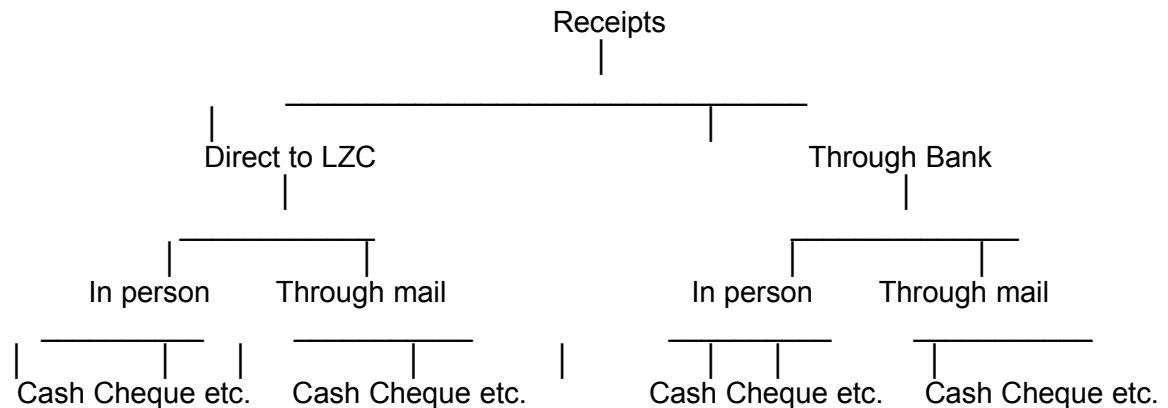 Receipts
Direct to LZC Through Bank
In person Through mail In person Through mail
Cash Cheque etc. Cash Cheque etc. Cash Cheque etc. Cash Cheque etc.